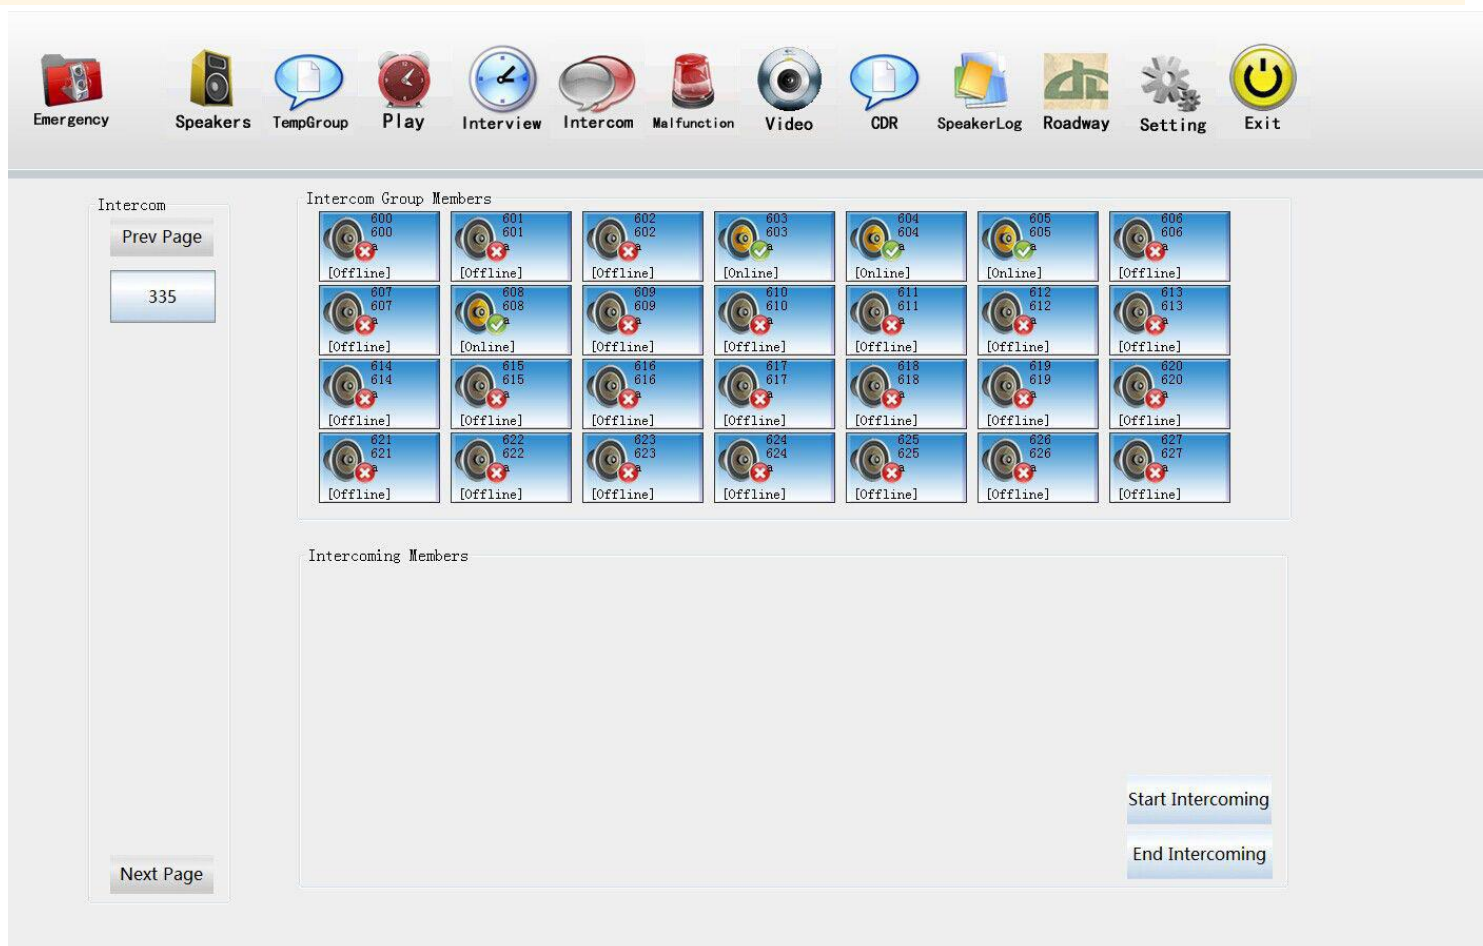 Emergency Speakers TempGroup Play Interview Intercom Malfunction Video CDR SpeakerLog Roadway Setting Exit
Intercom
Prev Page
335
Next Page
Intercom Group Members
600 601 602 603 604 605 606
600 601 602 603 604 605 606
a a a a a a a
[Offline] [Offline] [Offline] [Online] [Online] [Online] [Offline]
607 608 609 610 611 612 613
607 608 609 610 611 612 613
a a a a a a a
[Offline] [Online] [Offline] [Offline] [Offline] [Offline] [Offline]
614 615 616 617 618 619 620
614 615 616 617 618 619 620
a a a a a a a
[Offline] [Offline] [Offline] [Offline] [Offline] [Offline] [Offline]
621 622 623 624 625 626 627
621 622 623 624 625 626 627
a a a a a a a
[Offline] [Offline] [Offline] [Offline] [Offline] [Offline] [Offline]
Intercoming Members
Start Intercoming
End Intercoming